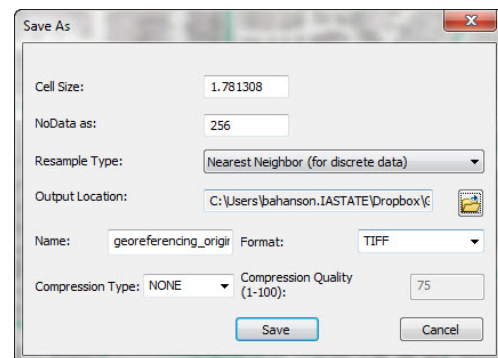 Save As
Cell Size: 1.781308
NoData as: 256
Resample Type: Nearest Neighbor (for discrete data)
Output Location: C:\Users\bahanson.IASTATE\Dropbox\G
Name: georeferencing_origir Format: TIFF
Compression Type: NONE Compression Quality (1-100): 75
Save Cancel